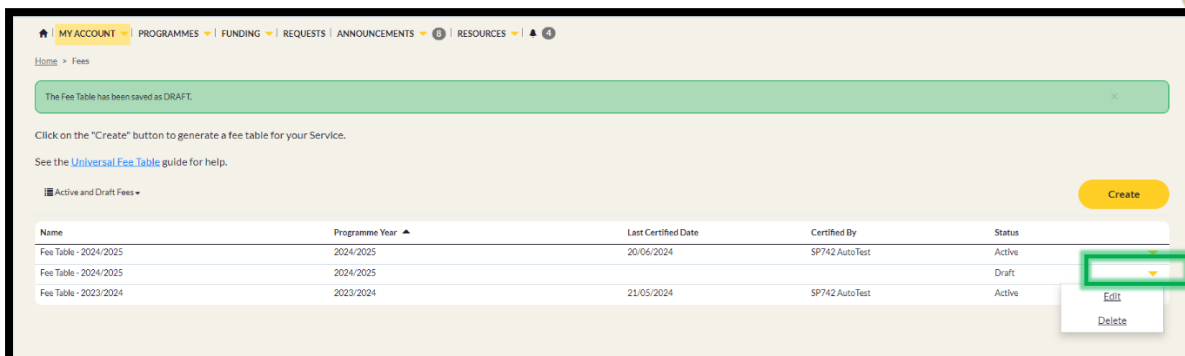 MY ACCOUNT | PROGRAMMES | FUNDING | REQUESTS | ANNOUNCEMENTS 8 | RESOURCES | 4
Home > Fees
The Fee Table has been saved as DRAFT. ×
Click on the "Create" button to generate a fee table for your Service.
See the Universal Fee Table guide for help.
Active and Draft Fees
Create
Name Programme Year Last Certified Date Certified By Status
Fee Table - 2024/2025 2024/2025 20/06/2024 SP742 AutoTest Active
Fee Table - 2024/2025 2024/2025 Draft
Fee Table - 2023/2024 2023/2024 21/05/2024 SP742 AutoTest Active
Edit
Delete